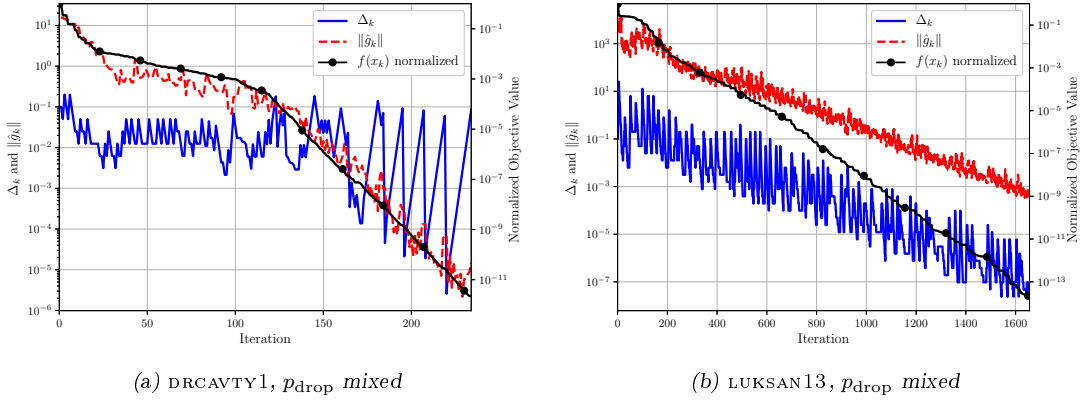 Δ_k
‖ĝ_k‖
f(x_k) normalized
10^1
10^0
10^−1
10^−2
10^−3
10^−4
10^−5
10^−6
Δ_k and ‖ĝ_k‖
10^−1
10^−3
10^−5
10^−7
10^−9
10^−11
Normalized Objective Value
0 50 100 150 200
Iteration
(a) DRCAVTY1, p_drop mixed
Δ_k
‖ĝ_k‖
f(x_k) normalized
10^3
10^1
10^−1
10^−3
10^−5
10^−7
Δ_k and ‖ĝ_k‖
10^−1
10^−3
10^−5
10^−7
10^−9
10^−11
10^−13
Normalized Objective Value
0 200 400 600 800 1000 1200 1400 1600
Iteration
(b) LUKSAN13, p_drop mixed